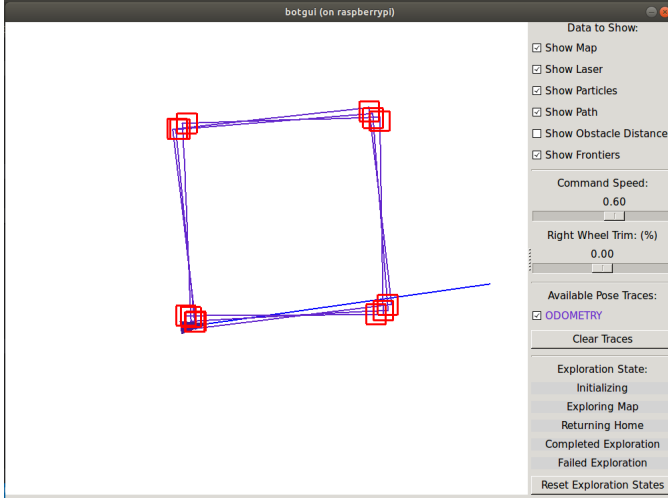 botgui (on raspberrypi)
Data to Show:
Show Map
Show Laser
Show Particles
Show Path
Show Obstacle Distance
Show Frontiers
Command Speed:
0.60
Right Wheel Trim: (%)
0.00
Available Pose Traces:
ODOMETRY
Clear Traces
Exploration State:
Initializing
Exploring Map
Returning Home
Completed Exploration
Failed Exploration
Reset Exploration States